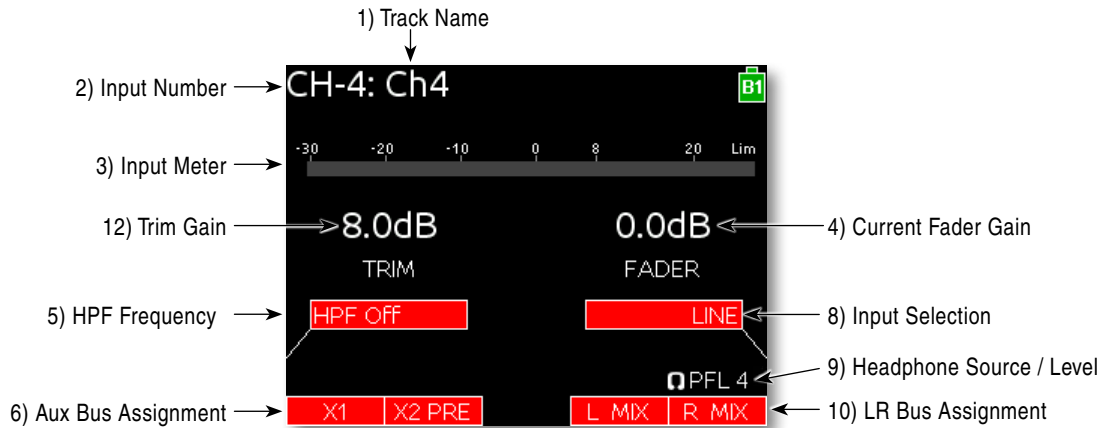 1) Track Name
2) Input Number
CH-4: Ch4
B1
-30 -20 -10 0 8 20 Lim
3) Input Meter
12) Trim Gain
8.0dB
0.0dB
4) Current Fader Gain
TRIM
FADER
5) HPF Frequency
HPF Off
LINE
8) Input Selection
PFL 4
9) Headphone Source / Level
6) Aux Bus Assignment
X1
X2 PRE
L MIX
R MIX
10) LR Bus Assignment